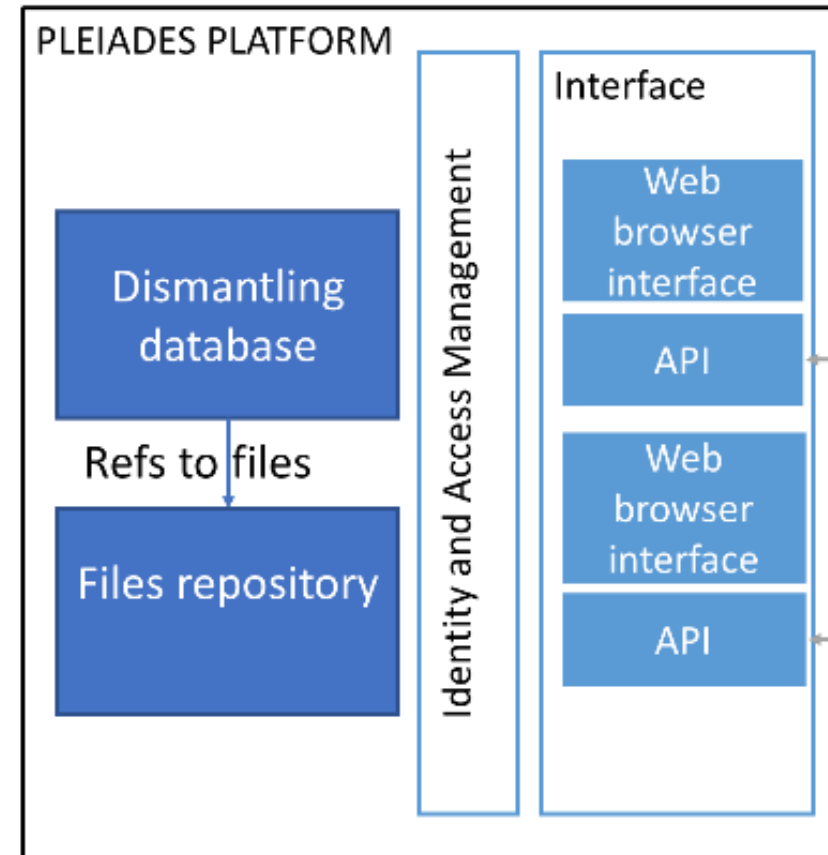 PLEIADES PLATFORM
Dismantling
database
Refs to files
Files repository
Identity and Access Management
Interface
Web
browser
interface
API
Web
browser
interface
API